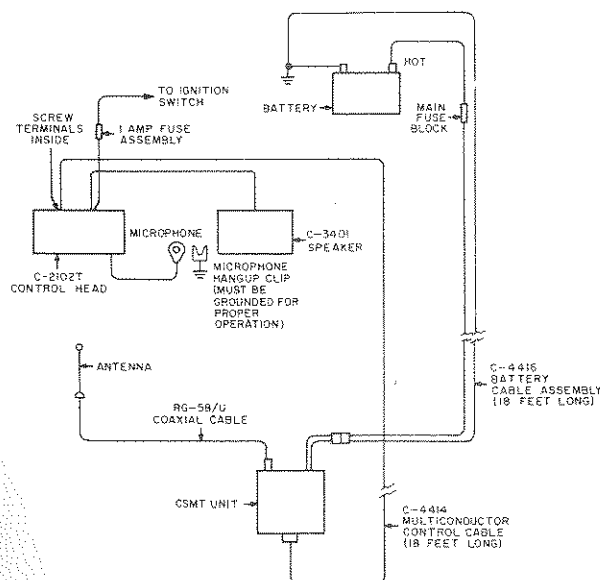 HOT
TO IGNITION
SWITCH
BATTERY
MAIN
FUSE
BLOCK
SCREW
TERMINALS
INSIDE
1 AMP FUSE
ASSEMBLY
MICROPHONE
C-3401
SPEAKER
C-2102T
CONTROL HEAD
MICROPHONE
HANGUP CLIP
(MUST BE
GROUNDED FOR
PROPER
OPERATION)
ANTENNA
C-4416
BATTERY
CABLE ASSEMBLY
(18 FEET LONG)
RG-58/U
COAXIAL CABLE
CSMT UNIT
C-4414
MULTICONDUCTOR
CONTROL CABLE
(18 FEET LONG)